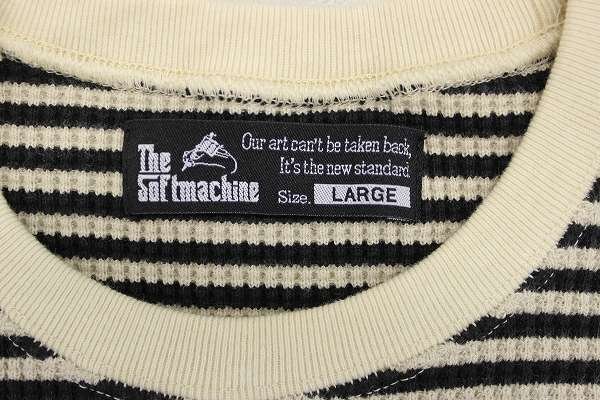 The
Softmachine
Our art can't be taken back,
It's the new standard.
Size. LARGE